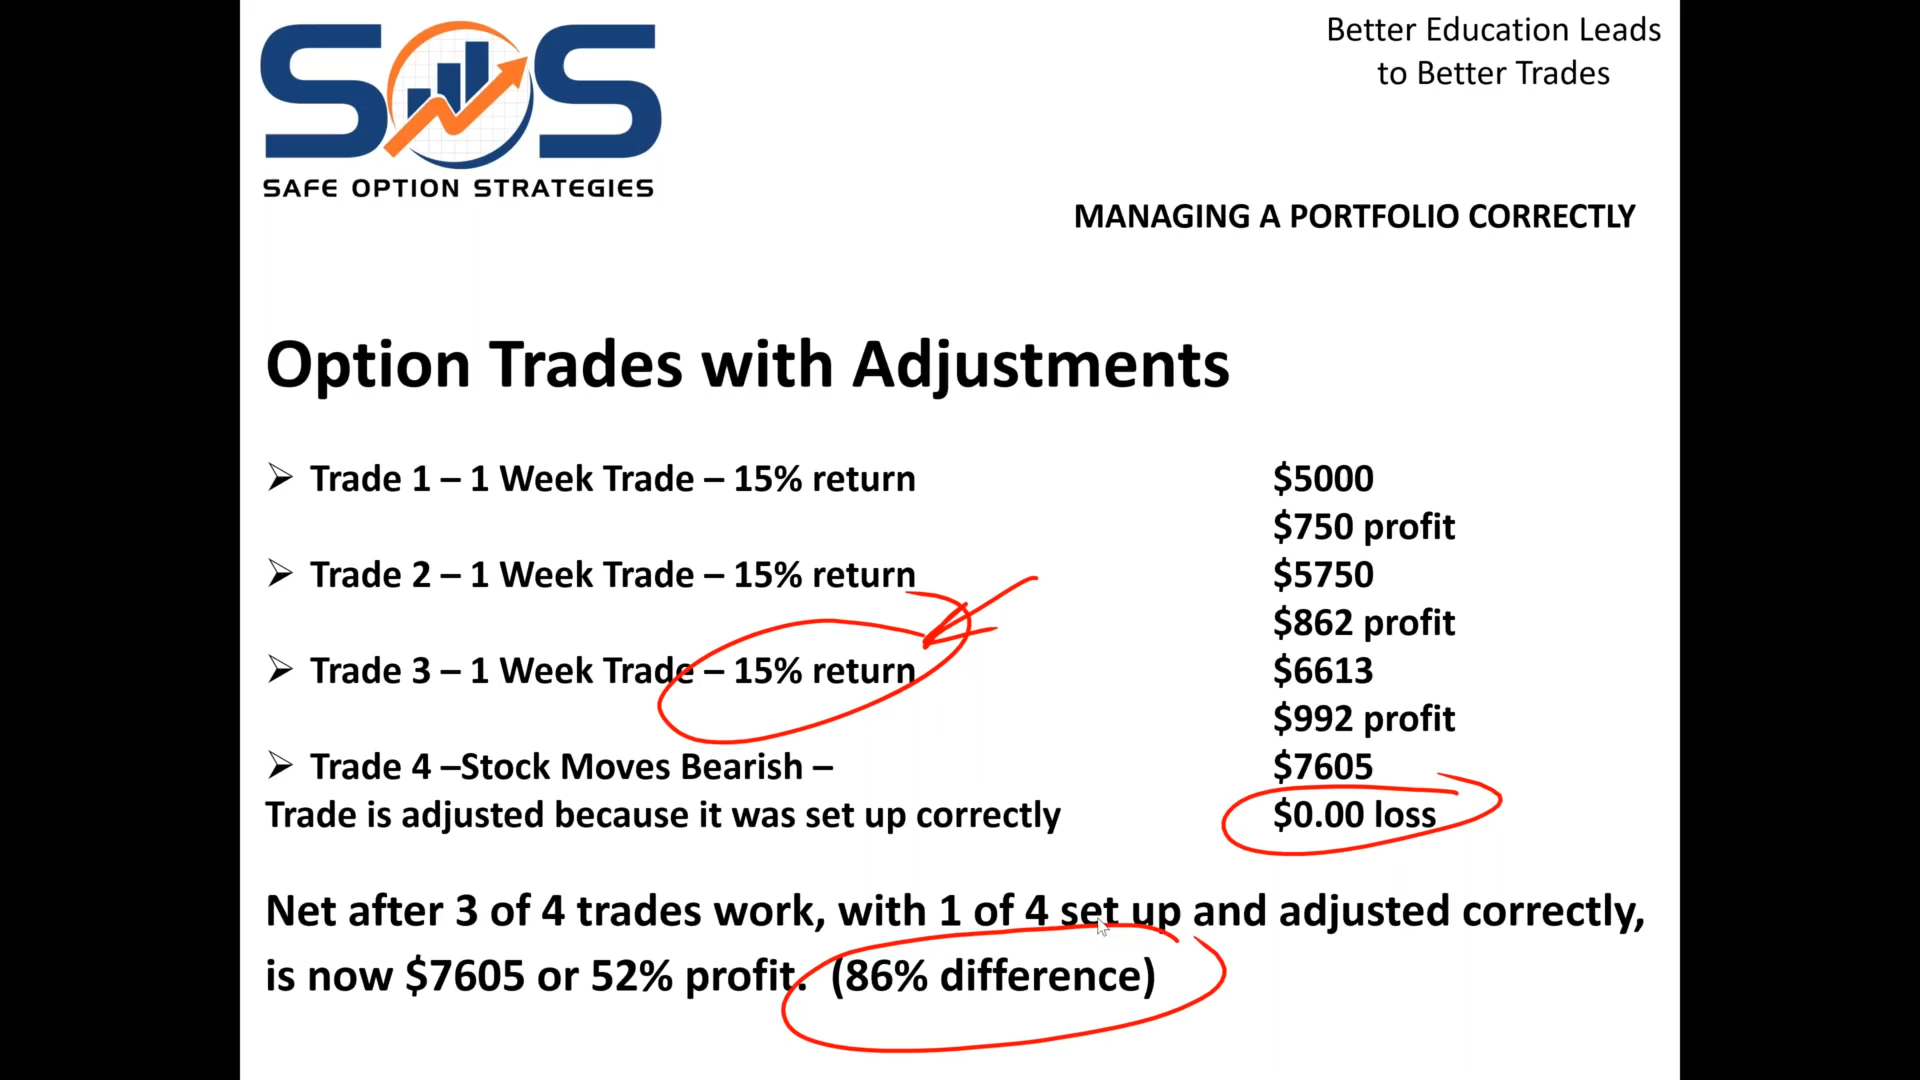 SOS
SAFE OPTION STRATEGIES
Better Education Leads
to Better Trades
MANAGING A PORTFOLIO CORRECTLY
Option Trades with Adjustments
Trade 1 – 1 Week Trade – 15% return $5000
$750 profit
Trade 2 – 1 Week Trade – 15% return $5750
$862 profit
Trade 3 – 1 Week Trade – 15% return $6613
$992 profit
Trade 4 –Stock Moves Bearish – $7605
Trade is adjusted because it was set up correctly $0.00 loss
Net after 3 of 4 trades work, with 1 of 4 set up and adjusted correctly,
is now $7605 or 52% profit. (86% difference)